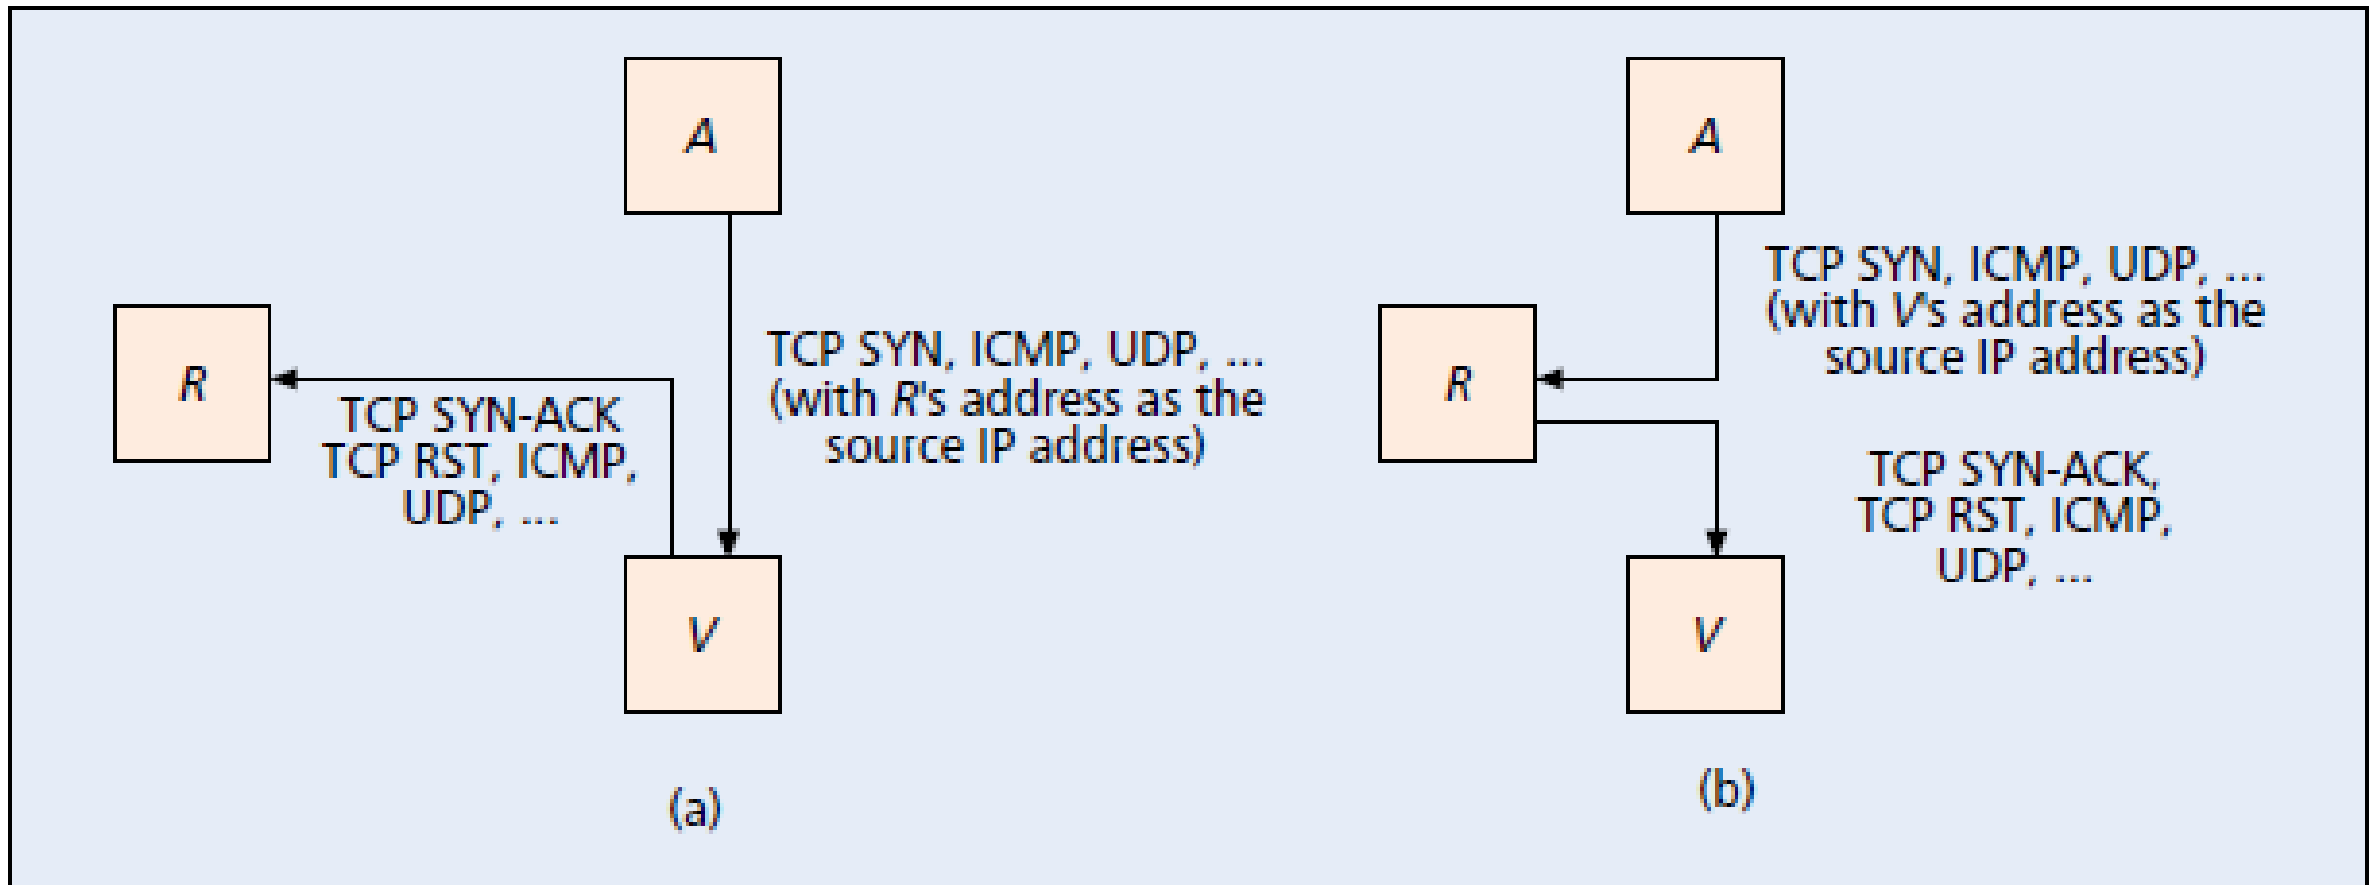 A
TCP SYN, ICMP, UDP, ...
(with R's address as the
source IP address)
R
TCP SYN-ACK
TCP RST, ICMP,
UDP, ...
V
(a)
A
TCP SYN, ICMP, UDP, ...
(with V's address as the
source IP address)
R
TCP SYN-ACK,
TCP RST, ICMP,
UDP, ...
V
(b)